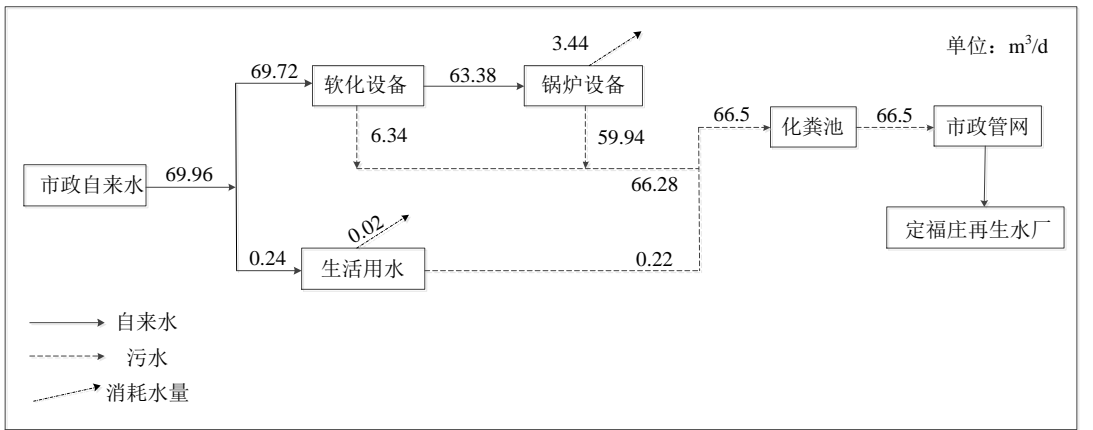 单位：m³/d
3.44
69.72
软化设备
63.38
锅炉设备
66.5
化粪池
66.5
市政管网
6.34
59.94
市政自来水
69.96
66.28
定福庄再生水厂
0.02
0.24
生活用水
0.22
自来水
污水
消耗水量